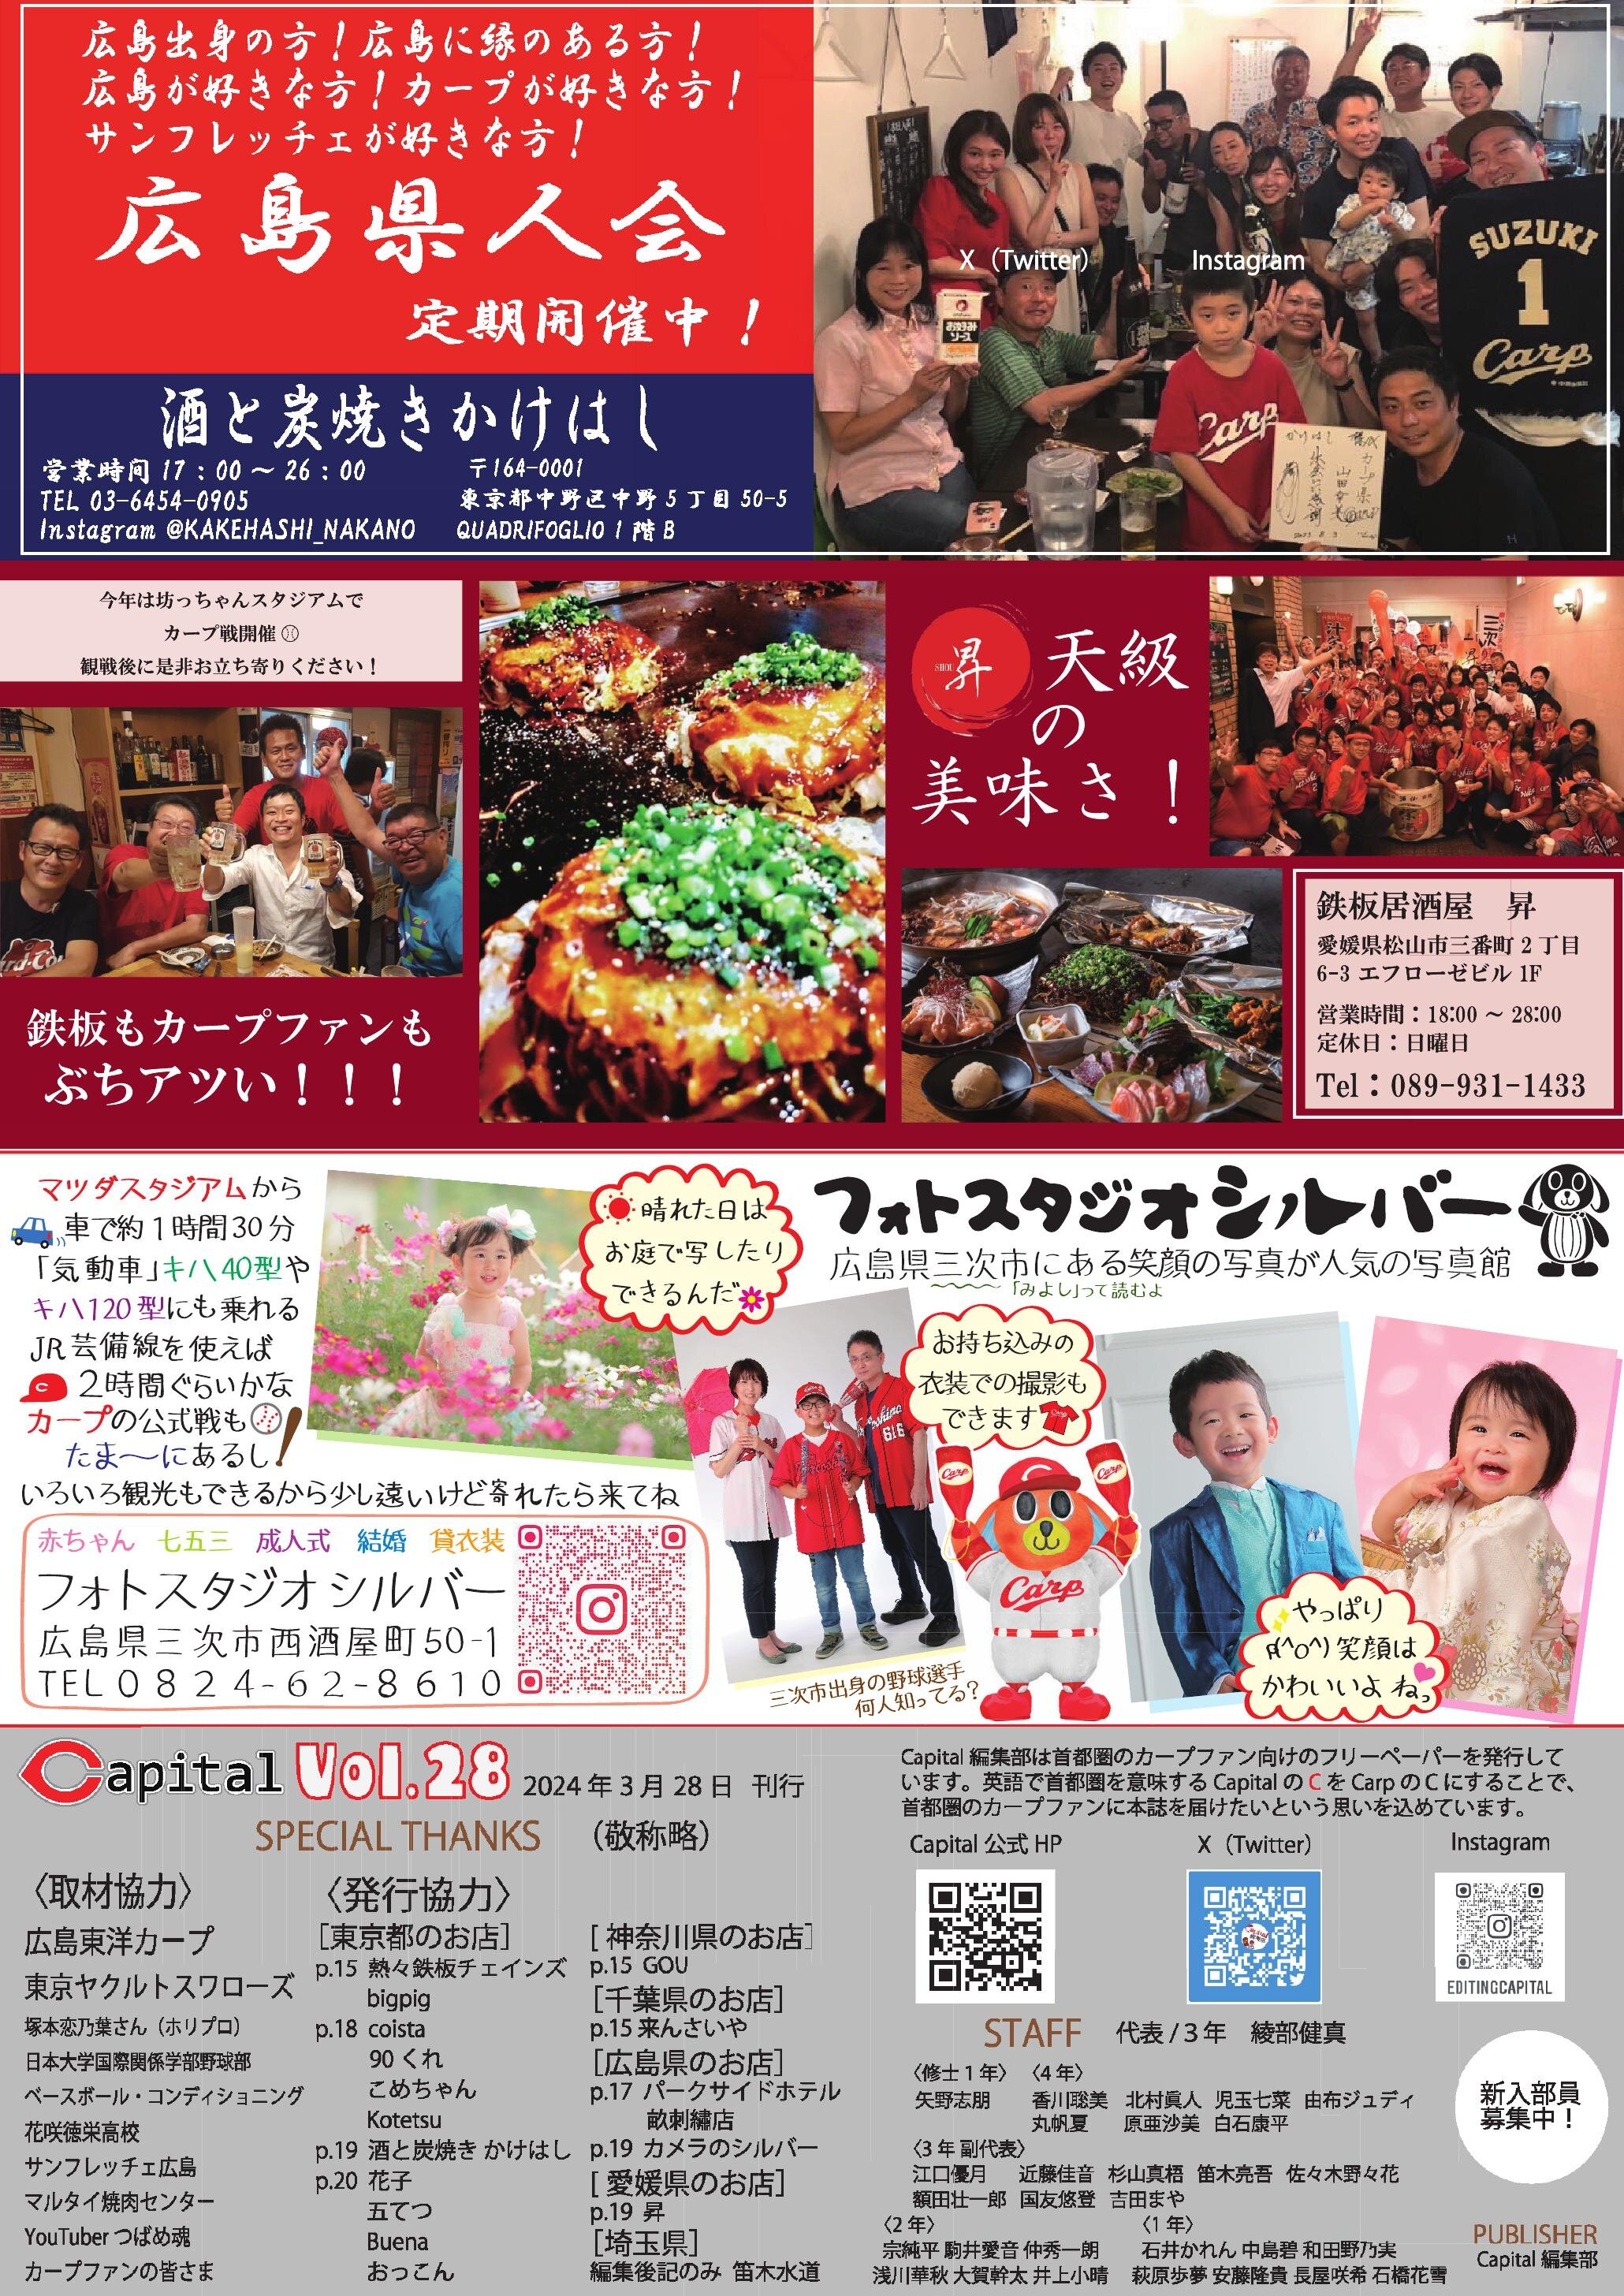 広島出身の方！広島に縁のある方！
広島が好きな方！カープが好きな方！
サンフレッチェが好きな方！
広島県人会
定期開催中！
酒と炭焼きかけはし
営業時間 17：00 ～ 26：00
TEL 03-6454-0905
Instagram @KAKEHASHI_NAKANO
〒164-0001
東京都中野区中野 5 丁目 50-5
QUADRIFOGLIO 1 階 B
X（Twitter）
Instagram
SUZUKI
1
Carp
お好み
ソース
Carp
かけはし
カープ県
今年は坊っちゃんスタジアムで
カープ戦開催
観戦後に是非お立ち寄りください！
鉄板もカープファンも
ぶちアツい！！！
SHOU
昇
天級
の
美味さ！
鉄板居酒屋　昇
愛媛県松山市三番町 2 丁目
6-3 エフローゼビル 1F
営業時間：18:00 ～ 28:00
定休日：日曜日
Tel：089-931-1433
マツダスタジアムから
車で約1時間30分
「気動車」キハ40型や
キハ120型にも乗れる
JR芸備線を使えば
2時間ぐらいかな
カープの公式戦も
たま～にあるし
いろいろ観光もできるから少し遠いけど寄れたら来てね
赤ちゃん 七五三 成人式 結婚 貸衣装
フォトスタジオシルバー
広島県三次市西酒屋町50-1
TEL 0824-62-8610
晴れた日は
お庭で写したり
できるんだ
フォトスタジオシルバー
広島県三次市にある笑顔の写真が人気の写真館
「みよし」って読むよ
お持ち込みの
衣装での撮影も
できます
Carp
Carp
Carp
三次市出身の野球選手
何人知ってる？
やっぱり
ค(^o^)笑顔は
かわいいよねっ
Capital Vol.28 2024 年 3 月 28 日 刊行
SPECIAL THANKS （敬称略）
〈取材協力〉
広島東洋カープ
東京ヤクルトスワローズ
塚本恋乃葉さん（ホリプロ）
日本大学国際関係学部野球部
ベースボール・コンディショニング
花咲徳栄高校
サンフレッチェ広島
マルタイ焼肉センター
YouTuber つばめ魂
カープファンの皆さま
〈発行協力〉
［東京都のお店］
p.15 熱々鉄板チェインズ
bigpig
p.18 coista
90 くれ
こめちゃん
Kotetsu
p.19 酒と炭焼き かけはし
p.20 花子
五てつ
Buena
おっこん
［神奈川県のお店］
p.15 GOU
［千葉県のお店］
p.15 来んさいや
［広島県のお店］
p.17 パークサイドホテル
畝刺繡店
p.19 カメラのシルバー
［愛媛県のお店］
p.19 昇
［埼玉県］
編集後記のみ 笛木水道
Capital 編集部は首都圏のカープファン向けのフリーペーパーを発行して
います。英語で首都圏を意味する Capital の C を Carp の C にすることで、
首都圏のカープファンに本誌を届けたいという思いを込めています。
Capital 公式 HP
X（Twitter）
Instagram
EDITINGCAPITAL
STAFF 代表 / 3 年 綾部健真
〈修士 1 年〉 〈4 年〉
矢野志朋 香川聡美 北村眞人 児玉七菜 由布ジュディ
丸帆夏 原亜沙美 白石康平
〈3 年 副代表〉
江口優月 近藤佳音 杉山真梧 笛木亮吾 佐々木野々花
額田壮一郎 国友悠登 吉田まや
〈2 年〉 〈1 年〉
宗純平 駒井愛音 仲秀一朗 石井かれん 中島碧 和田野乃実
浅川華秋 大賀幹太 井上小晴 萩原歩夢 安藤隆貴 長屋咲希 石橋花雪
新入部員
募集中！
PUBLISHER
Capital 編集部